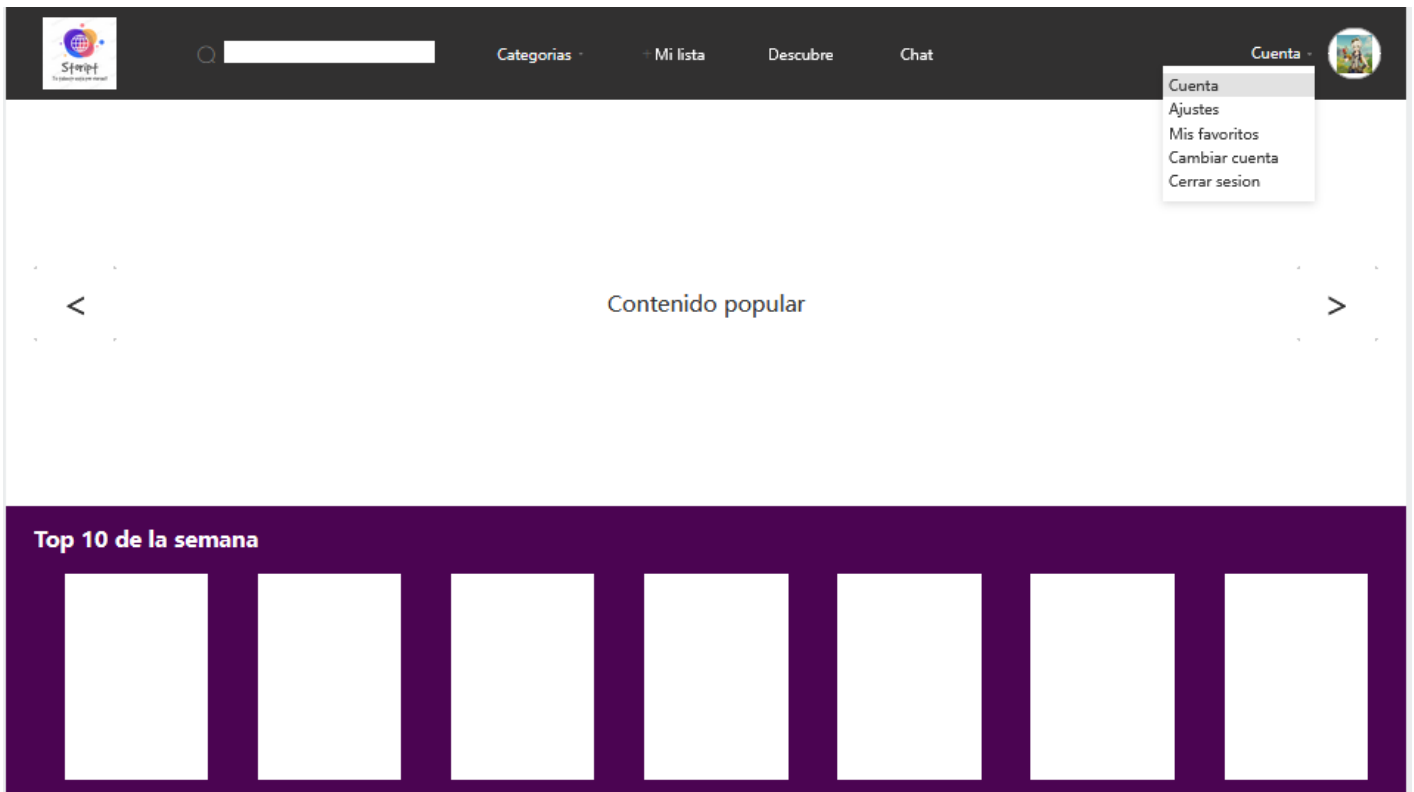 Stoript
Categorias
+ Mi lista
Descubre
Chat
Cuenta
Cuenta
Ajustes
Mis favoritos
Cambiar cuenta
Cerrar sesion
<
Contenido popular
>
Top 10 de la semana